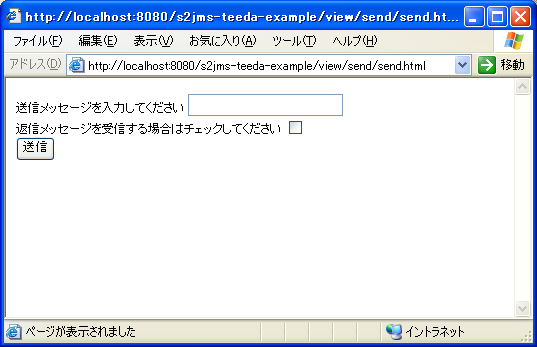 http://localhost:8080/s2jms-teeda-example/view/send/send.ht...
ファイル(F) 編集(E) 表示(V) お気に入り(A) ツール(T) ヘルプ(H)
アドレス(D) http://localhost:8080/s2jms-teeda-example/view/send/send.html 移動
送信メッセージを入力してください
返信メッセージを受信する場合はチェックしてください
送信
ページが表示されました イントラネット